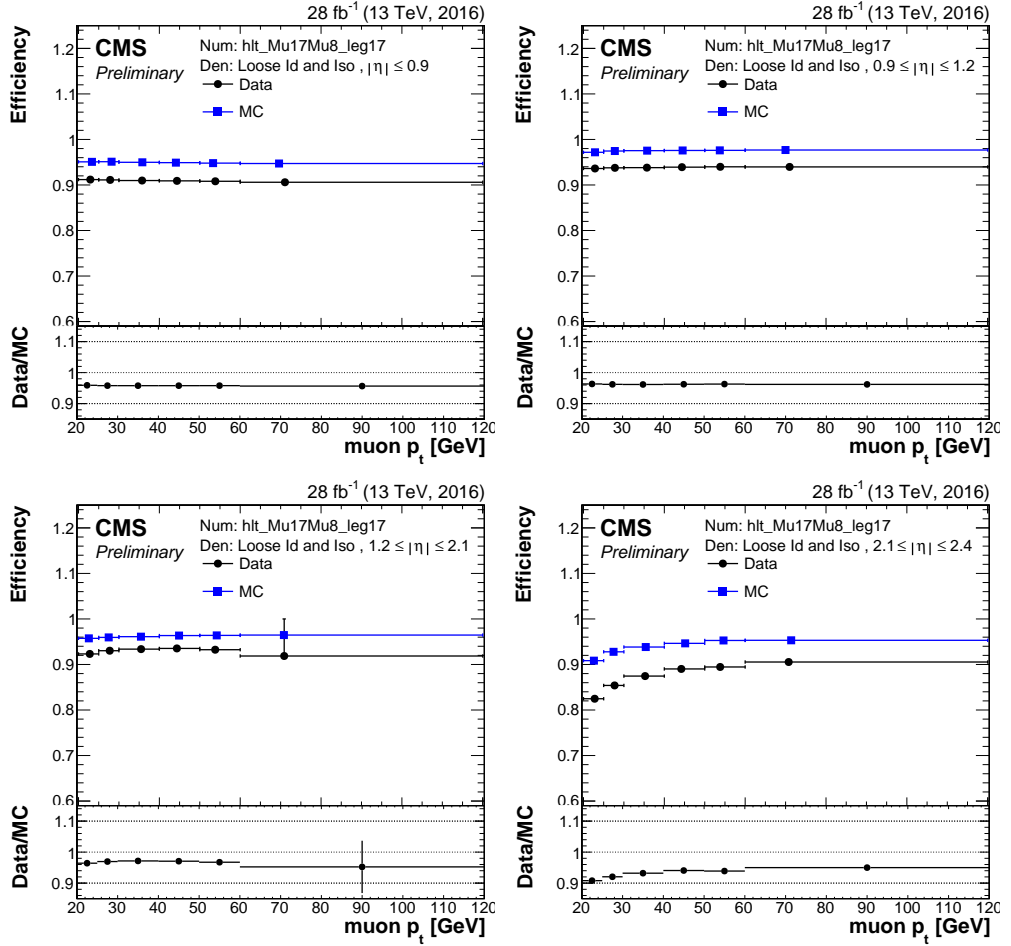 28 fb-1 (13 TeV, 2016)
Efficiency
1.2
1.1
1
0.9
0.8
0.7
0.6
CMS
Preliminary
Num: hlt_Mu17Mu8_leg17
Den: Loose Id and Iso , |η| ≤ 0.9
Data
MC
Data/MC
1.1
1
0.9
20 30 40 50 60 70 80 90 100 110 120
muon pt [GeV]
28 fb-1 (13 TeV, 2016)
Efficiency
1.2
1.1
1
0.9
0.8
0.7
0.6
CMS
Preliminary
Num: hlt_Mu17Mu8_leg17
Den: Loose Id and Iso , 0.9 ≤ |η| ≤ 1.2
Data
MC
Data/MC
1.1
1
0.9
20 30 40 50 60 70 80 90 100 110 120
muon pt [GeV]
28 fb-1 (13 TeV, 2016)
Efficiency
1.2
1.1
1
0.9
0.8
0.7
0.6
CMS
Preliminary
Num: hlt_Mu17Mu8_leg17
Den: Loose Id and Iso , 1.2 ≤ |η| ≤ 2.1
Data
MC
Data/MC
1.1
1
0.9
20 30 40 50 60 70 80 90 100 110 120
muon pt [GeV]
28 fb-1 (13 TeV, 2016)
Efficiency
1.2
1.1
1
0.9
0.8
0.7
0.6
CMS
Preliminary
Num: hlt_Mu17Mu8_leg17
Den: Loose Id and Iso , 2.1 ≤ |η| ≤ 2.4
Data
MC
Data/MC
1.1
1
0.9
20 30 40 50 60 70 80 90 100 110 120
muon pt [GeV]